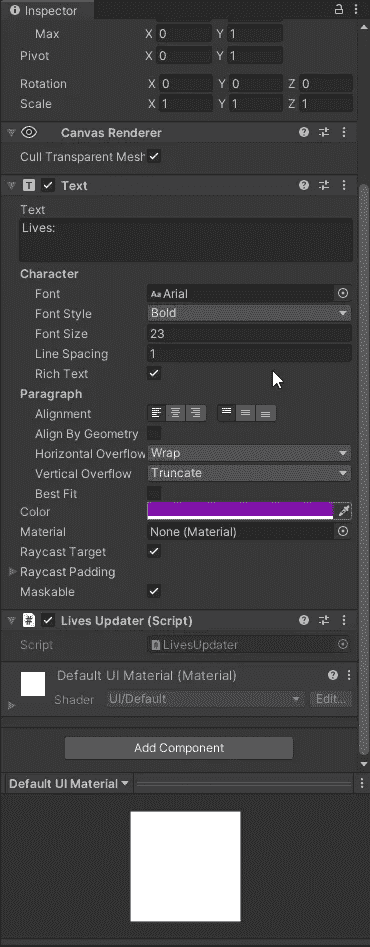 Inspector
Max X 0 Y 1
Pivot X 0 Y 1
Rotation X 0 Y 0 Z 0
Scale X 1 Y 1 Z 1
Canvas Renderer
Cull Transparent Mesh
T Text
Text
Lives:
Character
Font Aa Arial
Font Style Bold
Font Size 23
Line Spacing 1
Rich Text
Paragraph
Alignment
Align By Geometry
Horizontal Overflow Wrap
Vertical Overflow Truncate
Best Fit
Color
Material None (Material)
Raycast Target
Raycast Padding
Maskable
# Lives Updater (Script)
Script # LivesUpdater
Default UI Material (Material)
Shader UI/Default Edit...
Add Component
Default UI Material